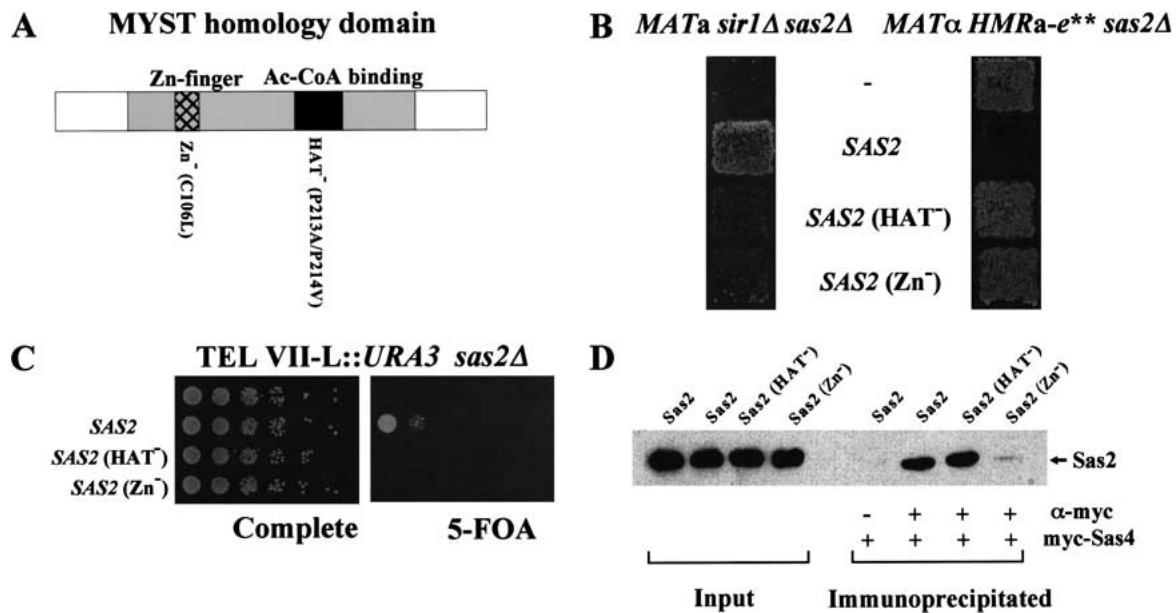 A
MYST homology domain
Zn-finger
Ac-CoA binding
Zn⁻ (C106L)
HAT⁻ (P213A/P214V)
B
MATa sir1Δ sas2Δ
MATα HMRa-e** sas2Δ
-
SAS2
SAS2 (HAT⁻)
SAS2 (Zn⁻)
C
TEL VII-L::URA3 sas2Δ
SAS2
SAS2 (HAT⁻)
SAS2 (Zn⁻)
Complete
5-FOA
D
Sas2
Sas2
Sas2 (HAT⁻)
Sas2 (Zn⁻)
Sas2
Sas2
Sas2 (HAT⁻)
Sas2 (Zn⁻)
Sas2
- + + + α-myc
+ + + + myc-Sas4
Input
Immunoprecipitated